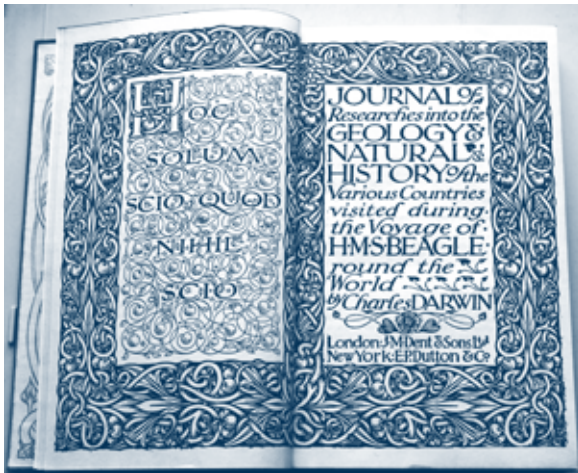 HOC
SOLUM
SCIO·QUOD
NIHIL
SCIO
JOURNAL of
Researches into the
GEOLOGY &
NATURAL
HISTORY of the
Various Countries
visited during
the Voyage of
H.M.S. BEAGLE
round the
World
by Charles DARWIN
London: J.M. Dent & Sons Ltd
New York: E.P. Dutton & Co